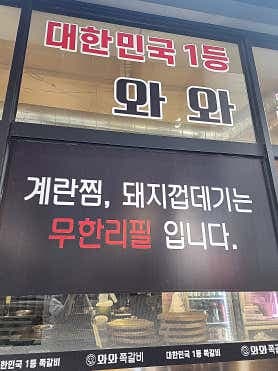 대한민국 1등
와와
계란찜, 돼지껍데기는
무한리필 입니다.
대한민국 1등 쪽갈비 와와 쪽갈비 대한민국 1등 쪽갈비 와와 쪽갈